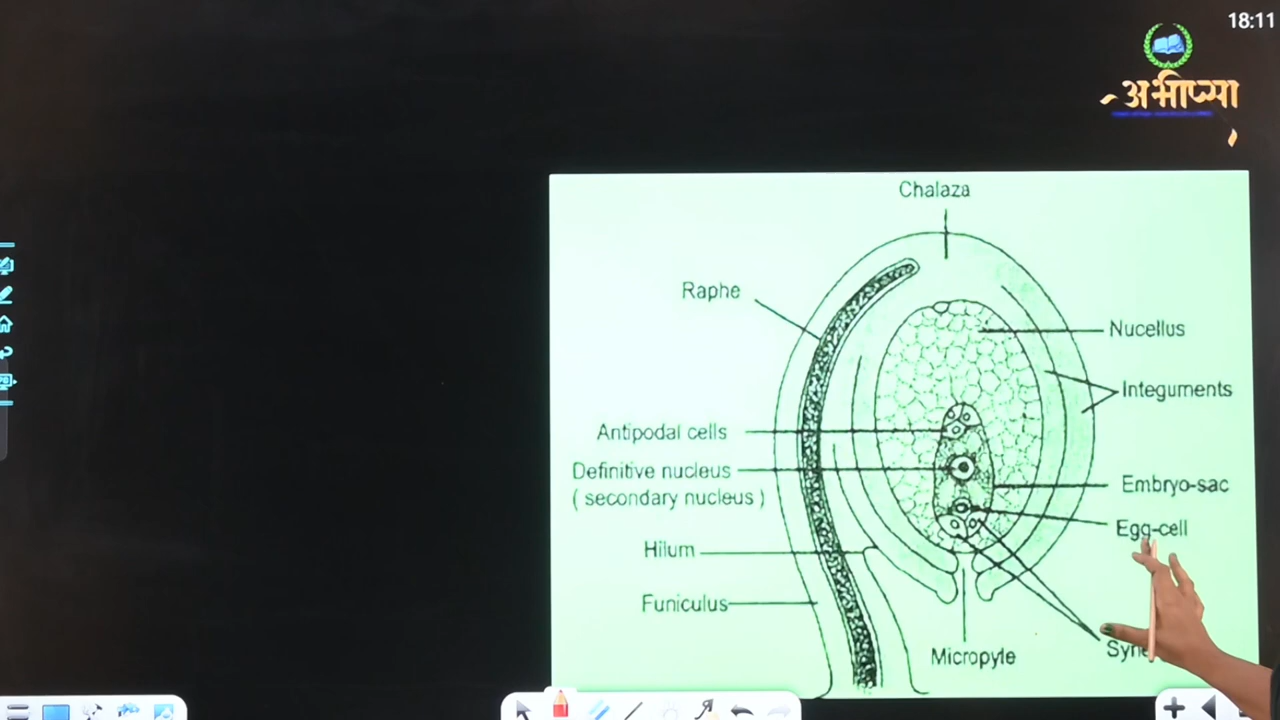 18:11
अभीप्सा
Chalaza
Raphe
Nucellus
Integuments
Antipodal cells
Definitive nucleus
( secondary nucleus )
Embryo-sac
Egg-cell
Hilum
Funiculus
Micropyte